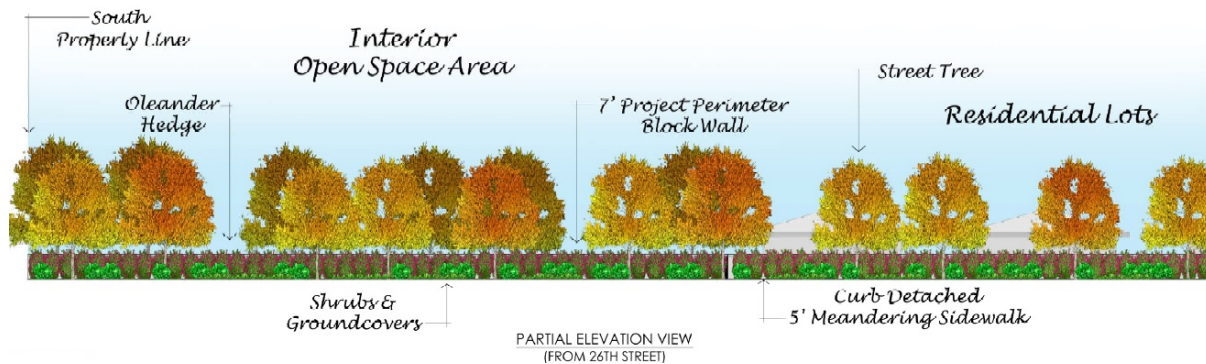 South
Property Line
Interior
Open Space Area
Oleander
Hedge
7' Project Perimeter
Block Wall
Street Tree
Residential Lots
Shrubs &
Groundcovers
Curb Detached
5' Meandering Sidewalk
PARTIAL ELEVATION VIEW
(FROM 26TH STREET)